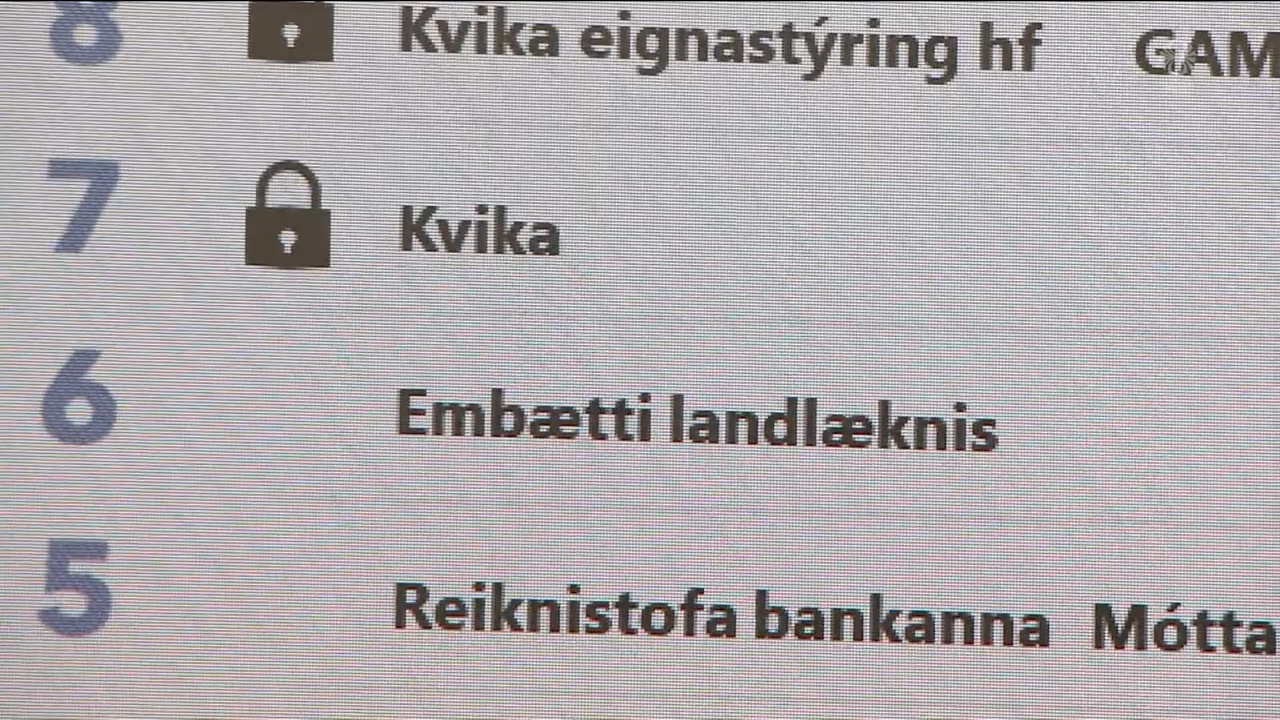 8 Kvika eignastýring hf GAM
7 Kvika
6 Embætti landlæknis
5 Reiknistofa bankanna Mótta